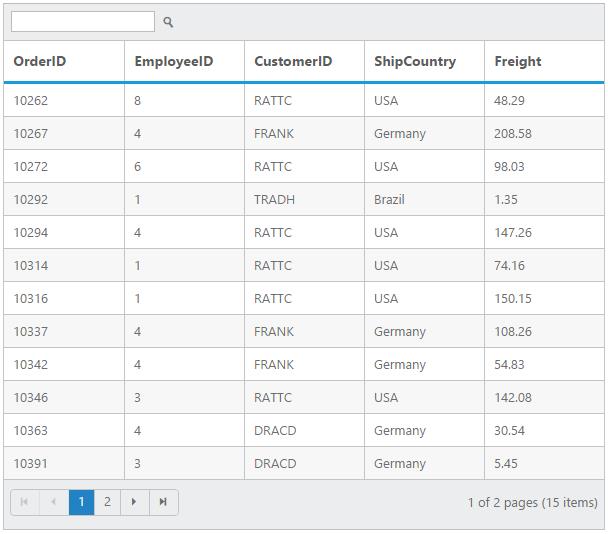 OrderID EmployeeID CustomerID ShipCountry Freight
10262 8 RATTC USA 48.29
10267 4 FRANK Germany 208.58
10272 6 RATTC USA 98.03
10292 1 TRADH Brazil 1.35
10294 4 RATTC USA 147.26
10314 1 RATTC USA 74.16
10316 1 RATTC USA 150.15
10337 4 FRANK Germany 108.26
10342 4 FRANK Germany 54.83
10346 3 RATTC USA 142.08
10363 4 DRACD Germany 30.54
10391 3 DRACD Germany 5.45
1 2 1 of 2 pages (15 items)